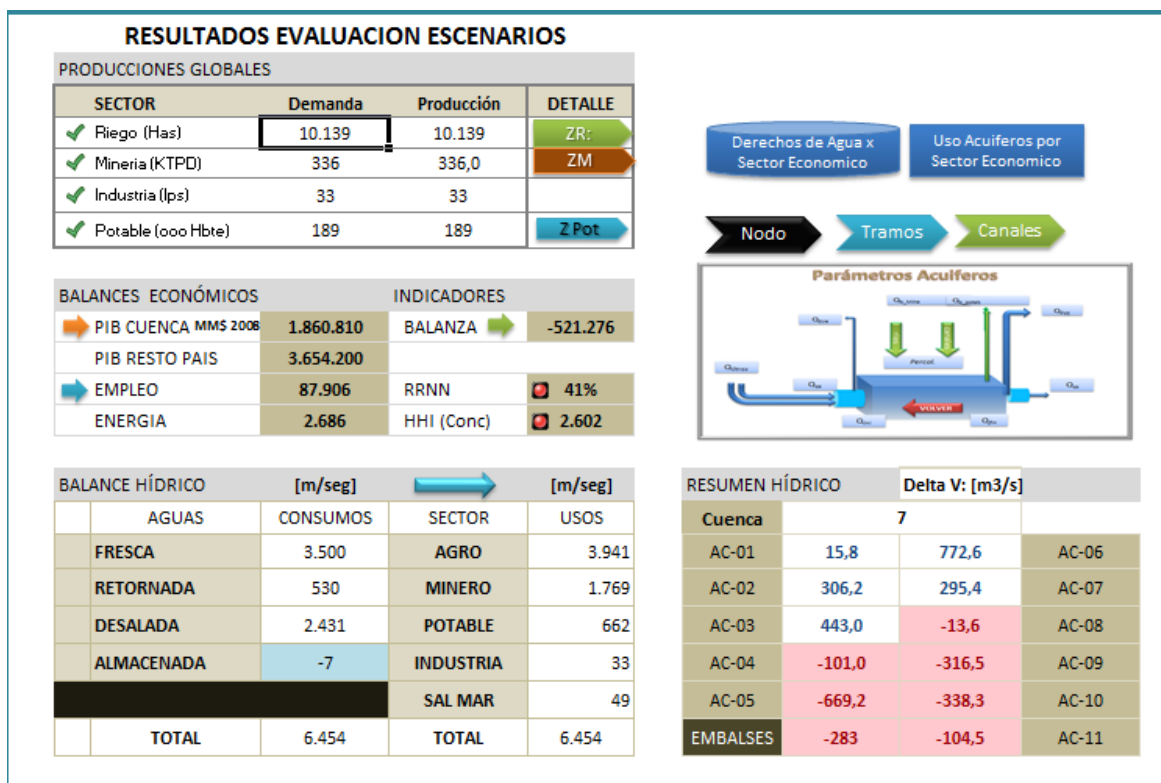 RESULTADOS EVALUACION ESCENARIOS
PRODUCCIONES GLOBALES
SECTOR Demanda Producción DETALLE
Riego (Has) 10.139 10.139 ZR:
Mineria (KTPD) 336 336,0 ZM
Industria (lps) 33 33
Potable (ooo Hbte) 189 189 Z Pot
Derechos de Agua x
Sector Economico
Uso Acuiferos por
Sector Economico
Nodo Tramos Canales
Parámetros Acuíferos
Percol.
VOLVER
BALANCES ECONÓMICOS INDICADORES
PIB CUENCA MM$ 2008 1.860.810 BALANZA -521.276
PIB RESTO PAIS 3.654.200
EMPLEO 87.906 RRNN 41%
ENERGIA 2.686 HHI (Conc) 2.602
BALANCE HÍDRICO [m/seg] [m/seg]
AGUAS CONSUMOS SECTOR USOS
FRESCA 3.500 AGRO 3.941
RETORNADA 530 MINERO 1.769
DESALADA 2.431 POTABLE 662
ALMACENADA -7 INDUSTRIA 33
SAL MAR 49
TOTAL 6.454 TOTAL 6.454
RESUMEN HÍDRICO Delta V: [m3/s]
Cuenca 7
AC-01 15,8 772,6 AC-06
AC-02 306,2 295,4 AC-07
AC-03 443,0 -13,6 AC-08
AC-04 -101,0 -316,5 AC-09
AC-05 -669,2 -338,3 AC-10
EMBALSES -283 -104,5 AC-11